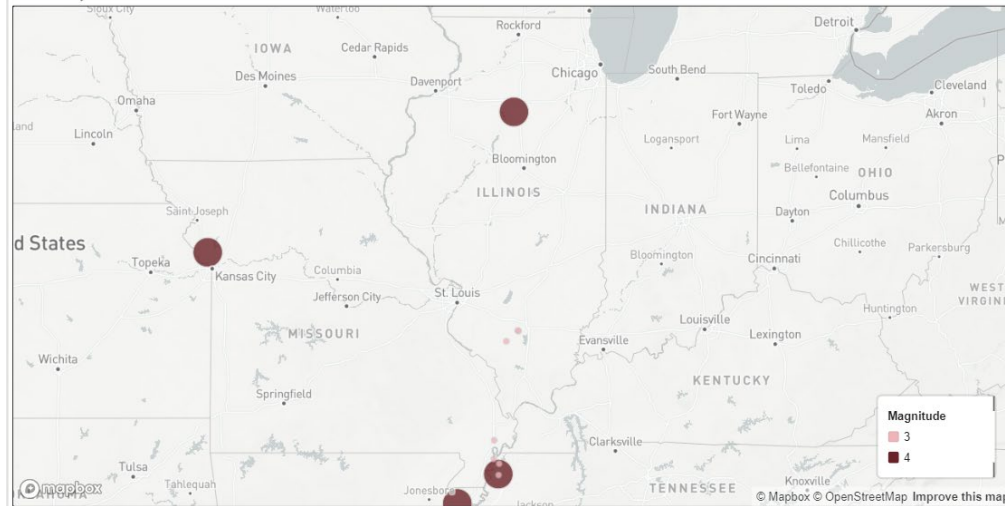 Sioux City
Waterloo
Rockford
Detroit
IOWA
Cedar Rapids
Chicago
South Bend
Des Moines
Davenport
Toledo
Cleveland
Omaha
Fort Wayne
Akron
Lincoln
Logansport
Lima
Mansfield
Bloomington
Bellefontaine
OHIO
ILLINOIS
Columbus
Saint Joseph
INDIANA
Dayton
d States
Chillicothe
Parkersburg
Topeka
Kansas City
Columbia
Bloomington
Cincinnati
St. Louis
WEST
VIRGINIA
Jefferson City
Huntington
MISSOURI
Louisville
Lexington
Evansville
Wichita
KENTUCKY
Springfield
Magnitude
3
4
Clarksville
Tulsa
Tahlequah
mapbox
Jonesboro
Jackson
TENNESSEE
Knoxville
© Mapbox © OpenStreetMap Improve this map